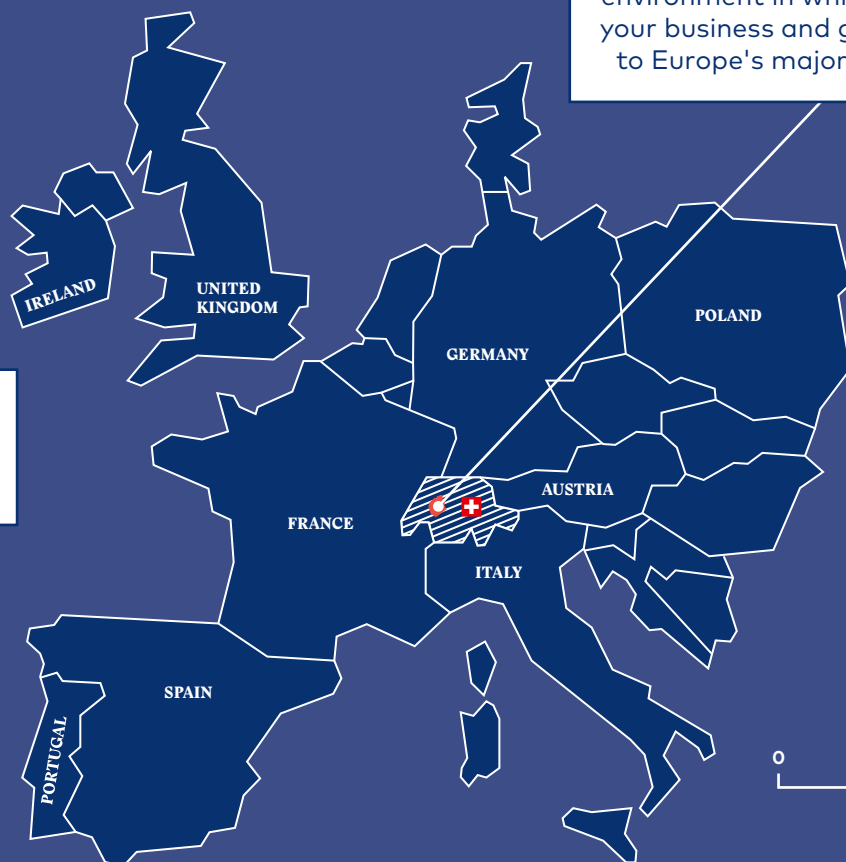 your business and g
to Europe's major
IRELAND
UNITED
KINGDOM
POLAND
GERMANY
AUSTRIA
FRANCE
ITALY
SPAIN
PORTUGAL
0